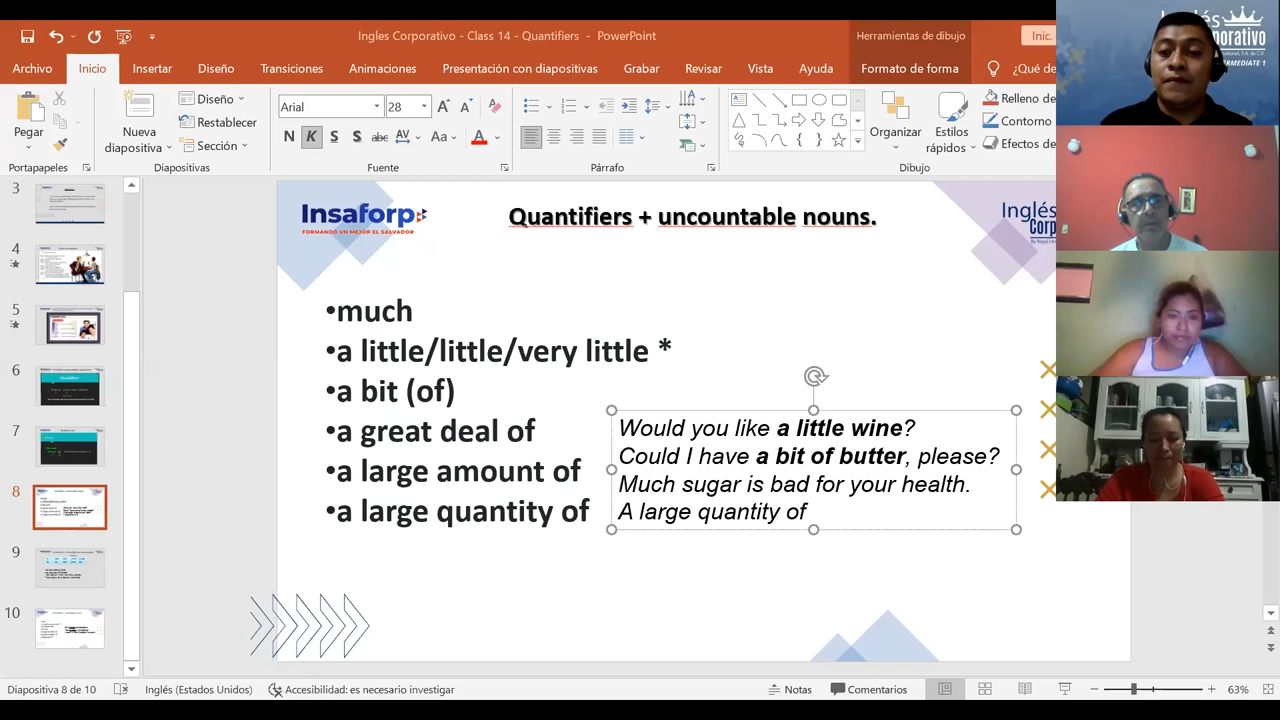 Ingles Corporativo - Class 14 - Quantifiers - PowerPoint
Herramientas de dibujo
Inic.
Archivo Inicio Insertar Diseño Transiciones Animaciones Presentación con diapositivas Grabar Revisar Vista Ayuda Formato de forma ¿Qué de
Pegar
Nueva diapositiva
Diseño
Restablecer
Sección
Arial 28
N K S S abc AV Aa A
Organizar
Estilos rápidos
Relleno de
Contorno
Efectos de
Portapapeles Diapositivas Fuente Párrafo Dibujo
3
4
5
6
7
8
9
10
Insaforp
FORMANDO UN MEJOR EL SALVADOR
Quantifiers + uncountable nouns.
Inglés
Corp
•much
•a little/little/very little *
•a bit (of)
•a great deal of
•a large amount of
•a large quantity of
Would you like a little wine?
Could I have a bit of butter, please?
Much sugar is bad for your health.
A large quantity of
Diapositiva 8 de 10 Inglés (Estados Unidos) Accesibilidad: es necesario investigar Notas Comentarios 63%